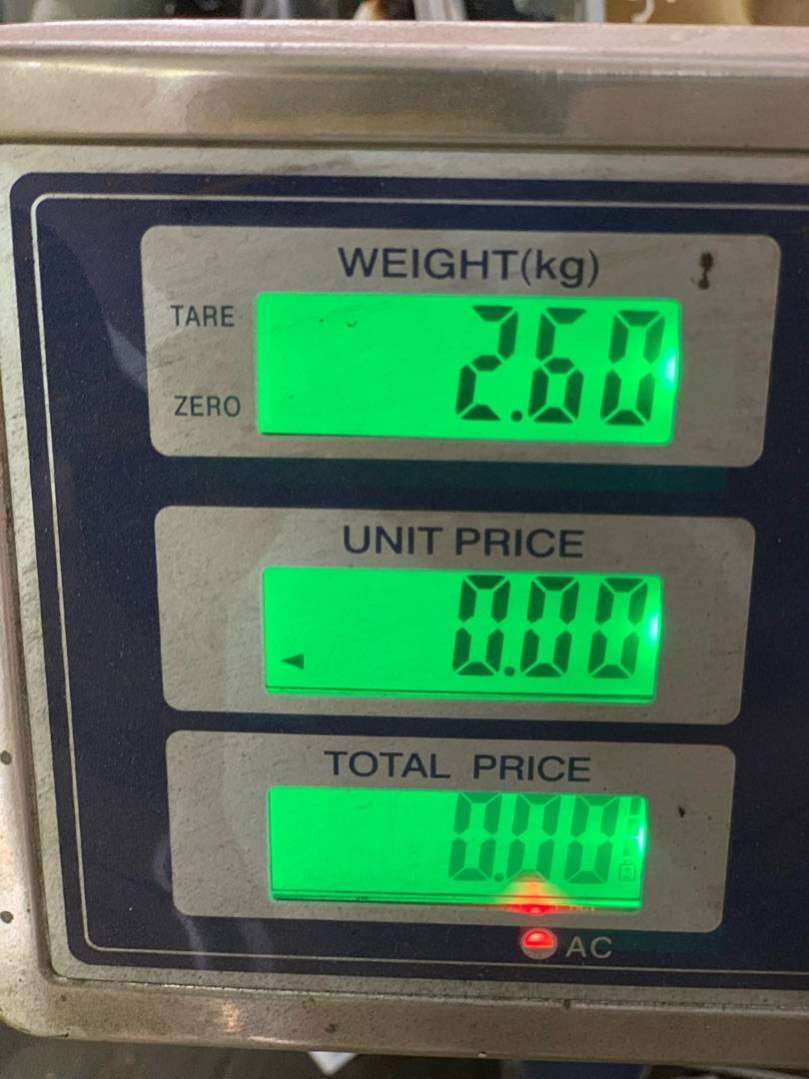 WEIGHT(kg)
TARE
2.60
ZERO
UNIT PRICE
0.00
TOTAL PRICE
0.00
AC